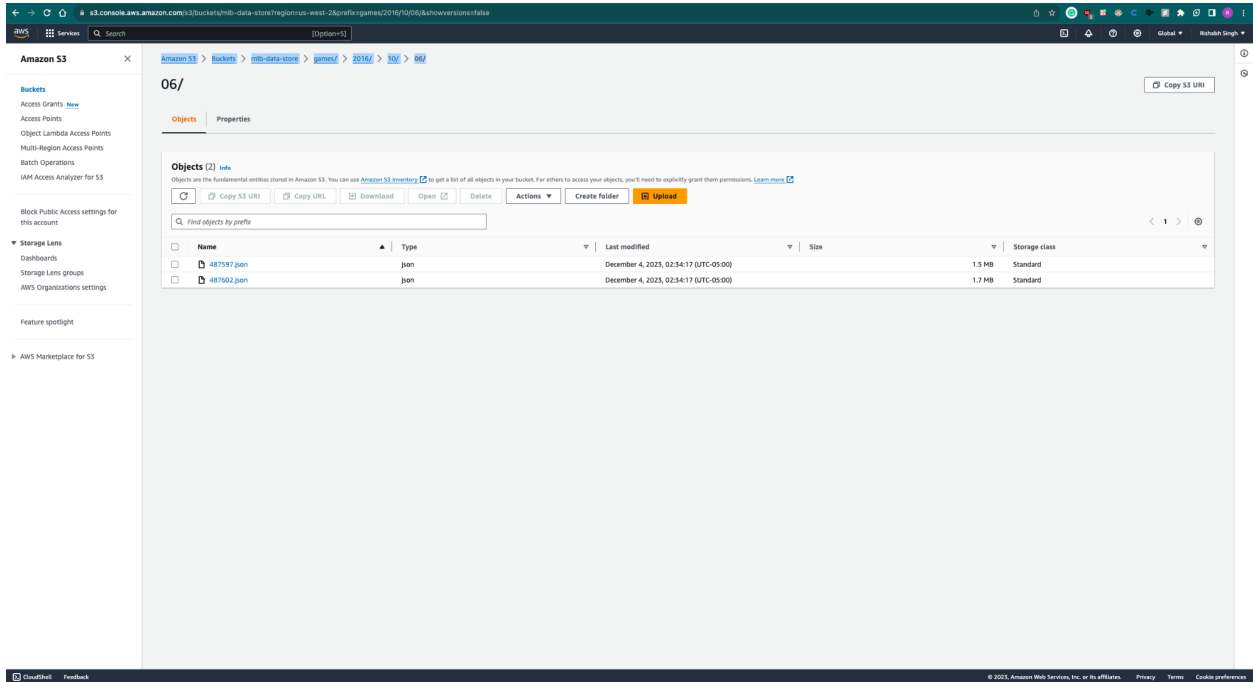 s3.console.aws.amazon.com/s3/buckets/mlb-data-store?region=us-west-2&prefix=games/2016/10/06/&showversions=false
aws Services Search [Option+S] Global Rishabh Singh
Amazon S3
Buckets
Access Grants New
Access Points
Object Lambda Access Points
Multi-Region Access Points
Batch Operations
IAM Access Analyzer for S3
Block Public Access settings for
this account
Storage Lens
Dashboards
Storage Lens groups
AWS Organizations settings
Feature spotlight
AWS Marketplace for S3
Amazon S3 > Buckets > mlb-data-store > games/ > 2016/ > 10/ > 06/
06/
Copy S3 URI
Objects Properties
Objects (2) Info
Objects are the fundamental entities stored in Amazon S3. You can use Amazon S3 inventory to get a list of all objects in your bucket. For others to access your objects, you'll need to explicitly grant them permissions. Learn more
Copy S3 URI Copy URL Download Open Delete Actions Create folder Upload
Find objects by prefix
< 1 >
Name Type Last modified Size Storage class
487597.json json December 4, 2023, 02:34:17 (UTC-05:00) 1.5 MB Standard
487602.json json December 4, 2023, 02:34:17 (UTC-05:00) 1.7 MB Standard
CloudShell Feedback © 2023, Amazon Web Services, Inc. or its affiliates. Privacy Terms Cookie preferences